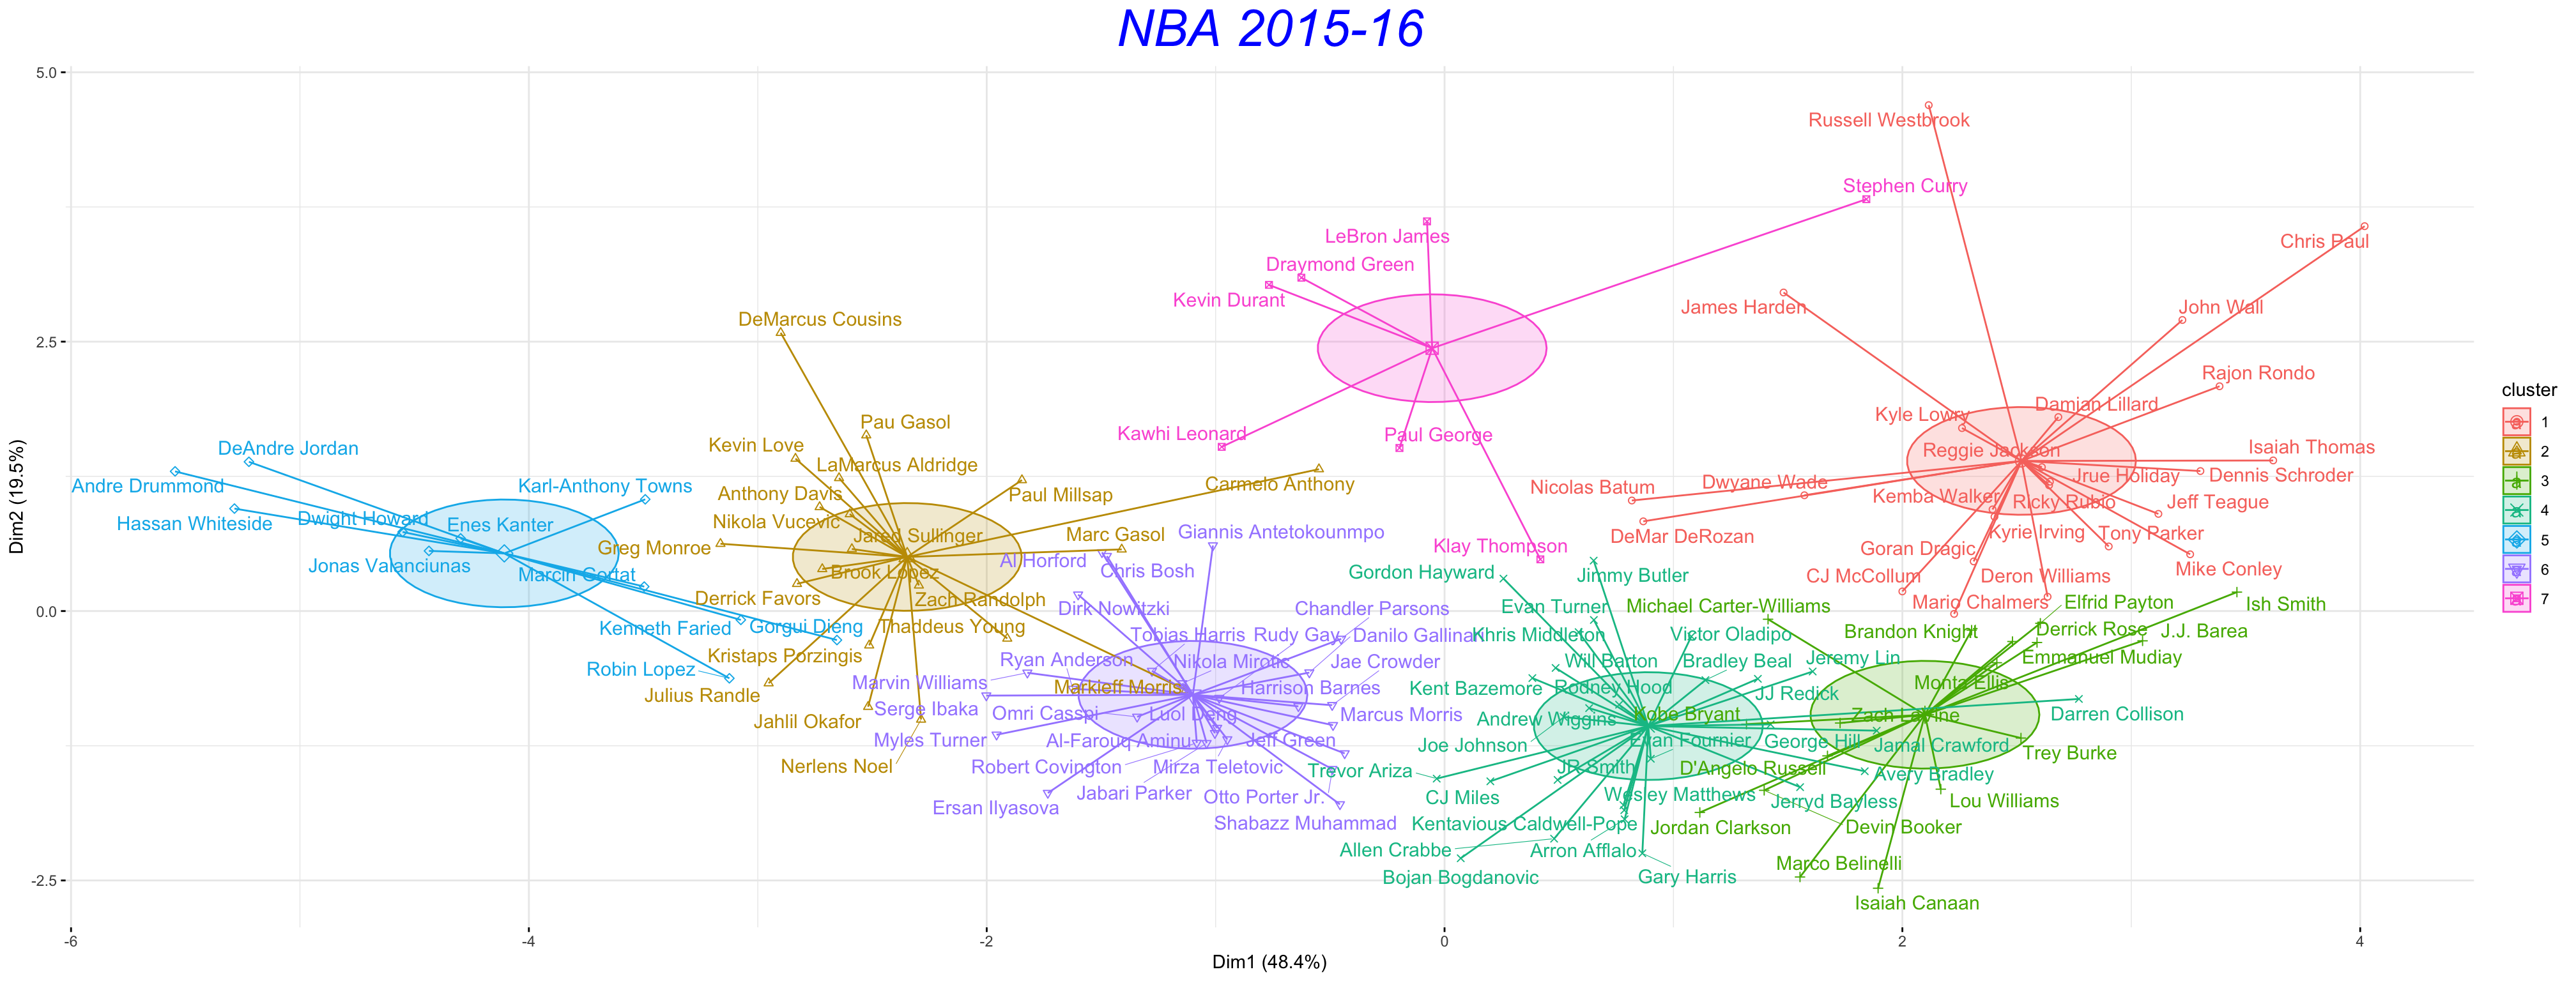 NBA 2015-16
5.0
Russell Westbrook
Stephen Curry
LeBron James
Chris Paul
Draymond Green
Kevin Durant
James Harden
John Wall
DeMarcus Cousins
2.5
Rajon Rondo
Damian Lillard
Kyle Lowry
Pau Gasol
Kawhi Leonard
Paul George
Kevin Love
DeAndre Jordan
Reggie Jackson
Isaiah Thomas
LaMarcus Aldridge
Jrue Holiday
Dennis Schroder
Andre Drummond
Karl-Anthony Towns
Carmelo Anthony
Nicolas Batum
Dwyane Wade
Anthony Davis
Paul Millsap
Kemba Walker
Ricky Rubio
Jeff Teague
Hassan Whiteside
Dwight Howard
Enes Kanter
Nikola Vucevic
Jared Sullinger
Marc Gasol
Giannis Antetokounmpo
DeMar DeRozan
Kyrie Irving
Tony Parker
Greg Monroe
Klay Thompson
Goran Dragic
Al Horford
Chris Bosh
Jonas Valanciunas
Marcin Gortat
Brook Lopez
Gordon Hayward
Jimmy Butler
CJ McCollum
Deron Williams
Mike Conley
Derrick Favors
Zach Randolph
Mario Chalmers
Elfrid Payton
Ish Smith
0.0
Dirk Nowitzki
Chandler Parsons
Evan Turner
Michael Carter-Williams
Kenneth Faried
Gorgui Dieng
Thaddeus Young
Tobias Harris
Rudy Gay
Danilo Gallinari
Khris Middleton
Victor Oladipo
Brandon Knight
Derrick Rose
J.J. Barea
Kristaps Porzingis
Ryan Anderson
Nikola Mirotic
Jae Crowder
Will Barton
Bradley Beal
Jeremy Lin
Emmanuel Mudiay
Robin Lopez
Marvin Williams
Markieff Morris
Harrison Barnes
Kent Bazemore
Rodney Hood
JJ Redick
Monta Ellis
Julius Randle
Serge Ibaka
Omri Casspi
Luol Deng
Marcus Morris
Andrew Wiggins
Kobe Bryant
Zach LaVine
Darren Collison
Jahlil Okafor
Myles Turner
Al-Farouq Aminu
Jeff Green
Joe Johnson
Evan Fournier
George Hill
Jamal Crawford
Trey Burke
Nerlens Noel
Robert Covington
Mirza Teletovic
Trevor Ariza
JR Smith
D'Angelo Russell
Avery Bradley
Ersan Ilyasova
Jabari Parker
Otto Porter Jr.
CJ Miles
Wesley Matthews
Jerryd Bayless
Lou Williams
Shabazz Muhammad
Kentavious Caldwell-Pope
Jordan Clarkson
Devin Booker
Allen Crabbe
Arron Afflalo
Marco Belinelli
Bojan Bogdanovic
Gary Harris
-2.5
Isaiah Canaan
-6
-4
-2
0
2
4
Dim1 (48.4%)
Dim2 (19.5%)
cluster
1
2
3
4
5
6
7